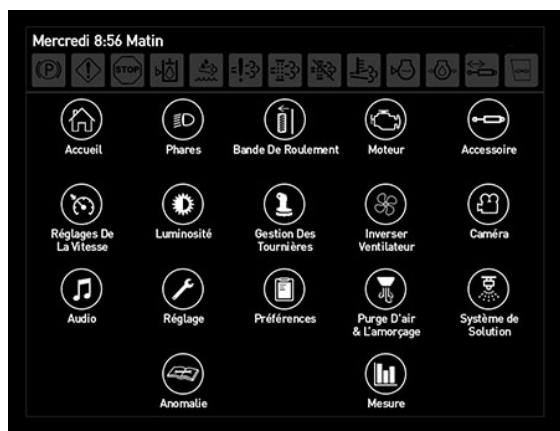 Mercredi 8:56 Matin
(P) STOP
Accueil Phares Bande De Roulement Moteur Accessoire
Réglages De La Vitesse Luminosité Gestion Des Tournières Inverser Ventilateur Caméra
Audio Réglage Préférences Purge D'air & L'amorçage Système de Solution
Anomalie Mesure